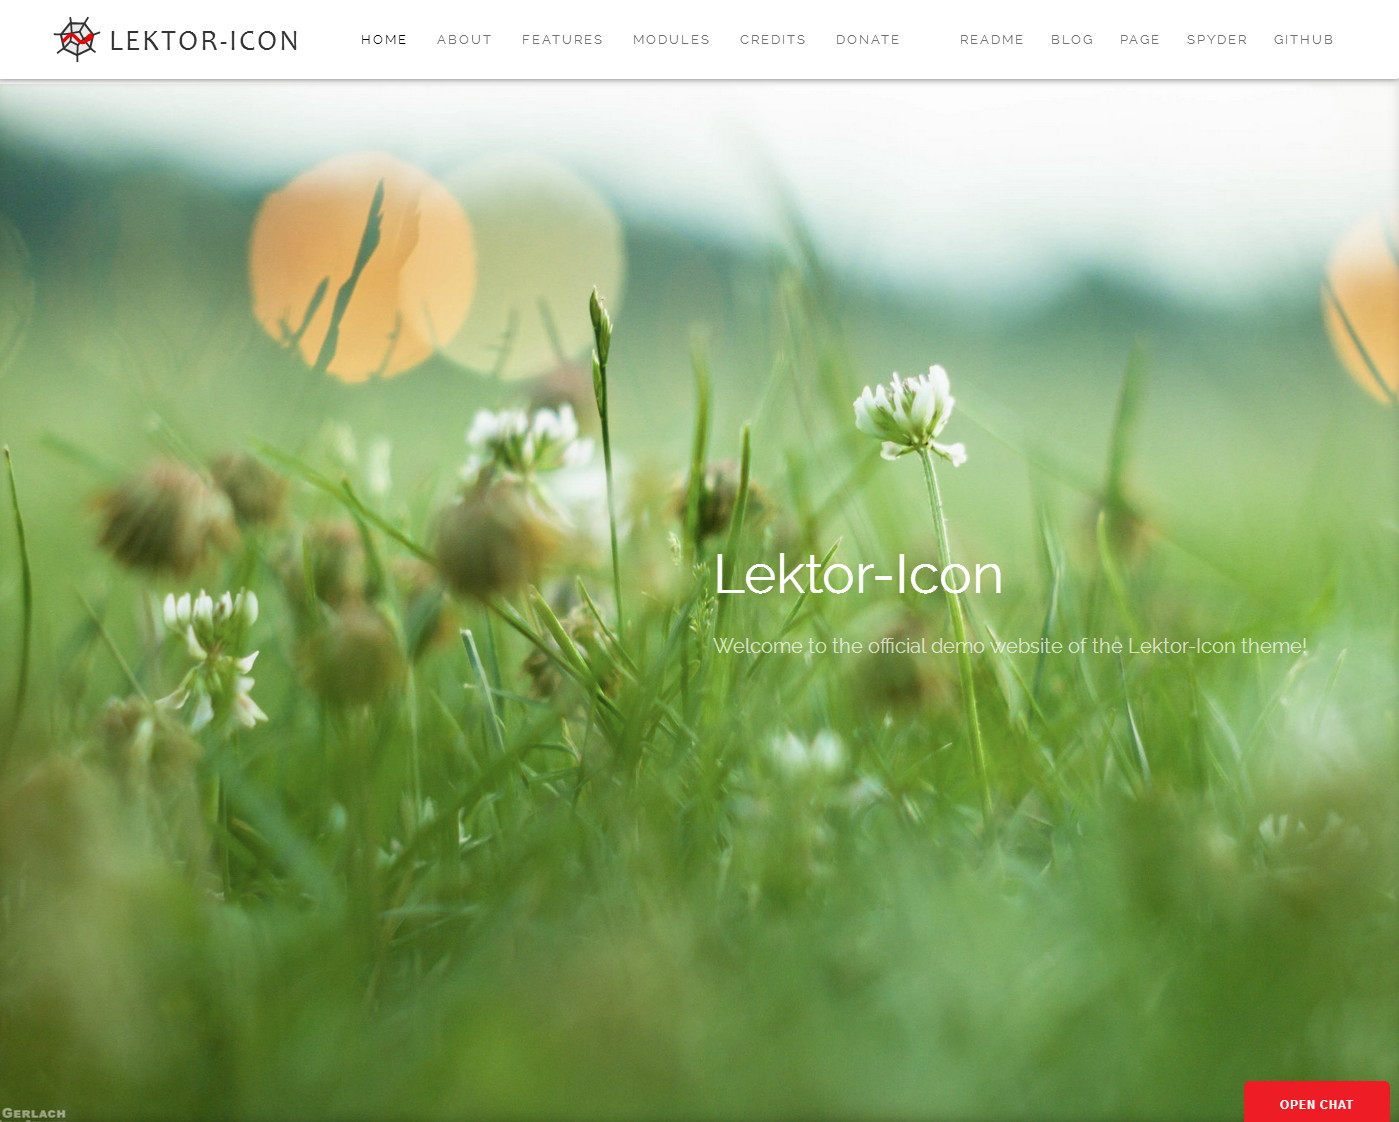 LEKTOR-ICON
HOME ABOUT FEATURES MODULES CREDITS DONATE README BLOG PAGE SPYDER GITHUB
Lektor-Icon
Welcome to the official demo website of the Lektor-Icon theme!
GERLACH
OPEN CHAT